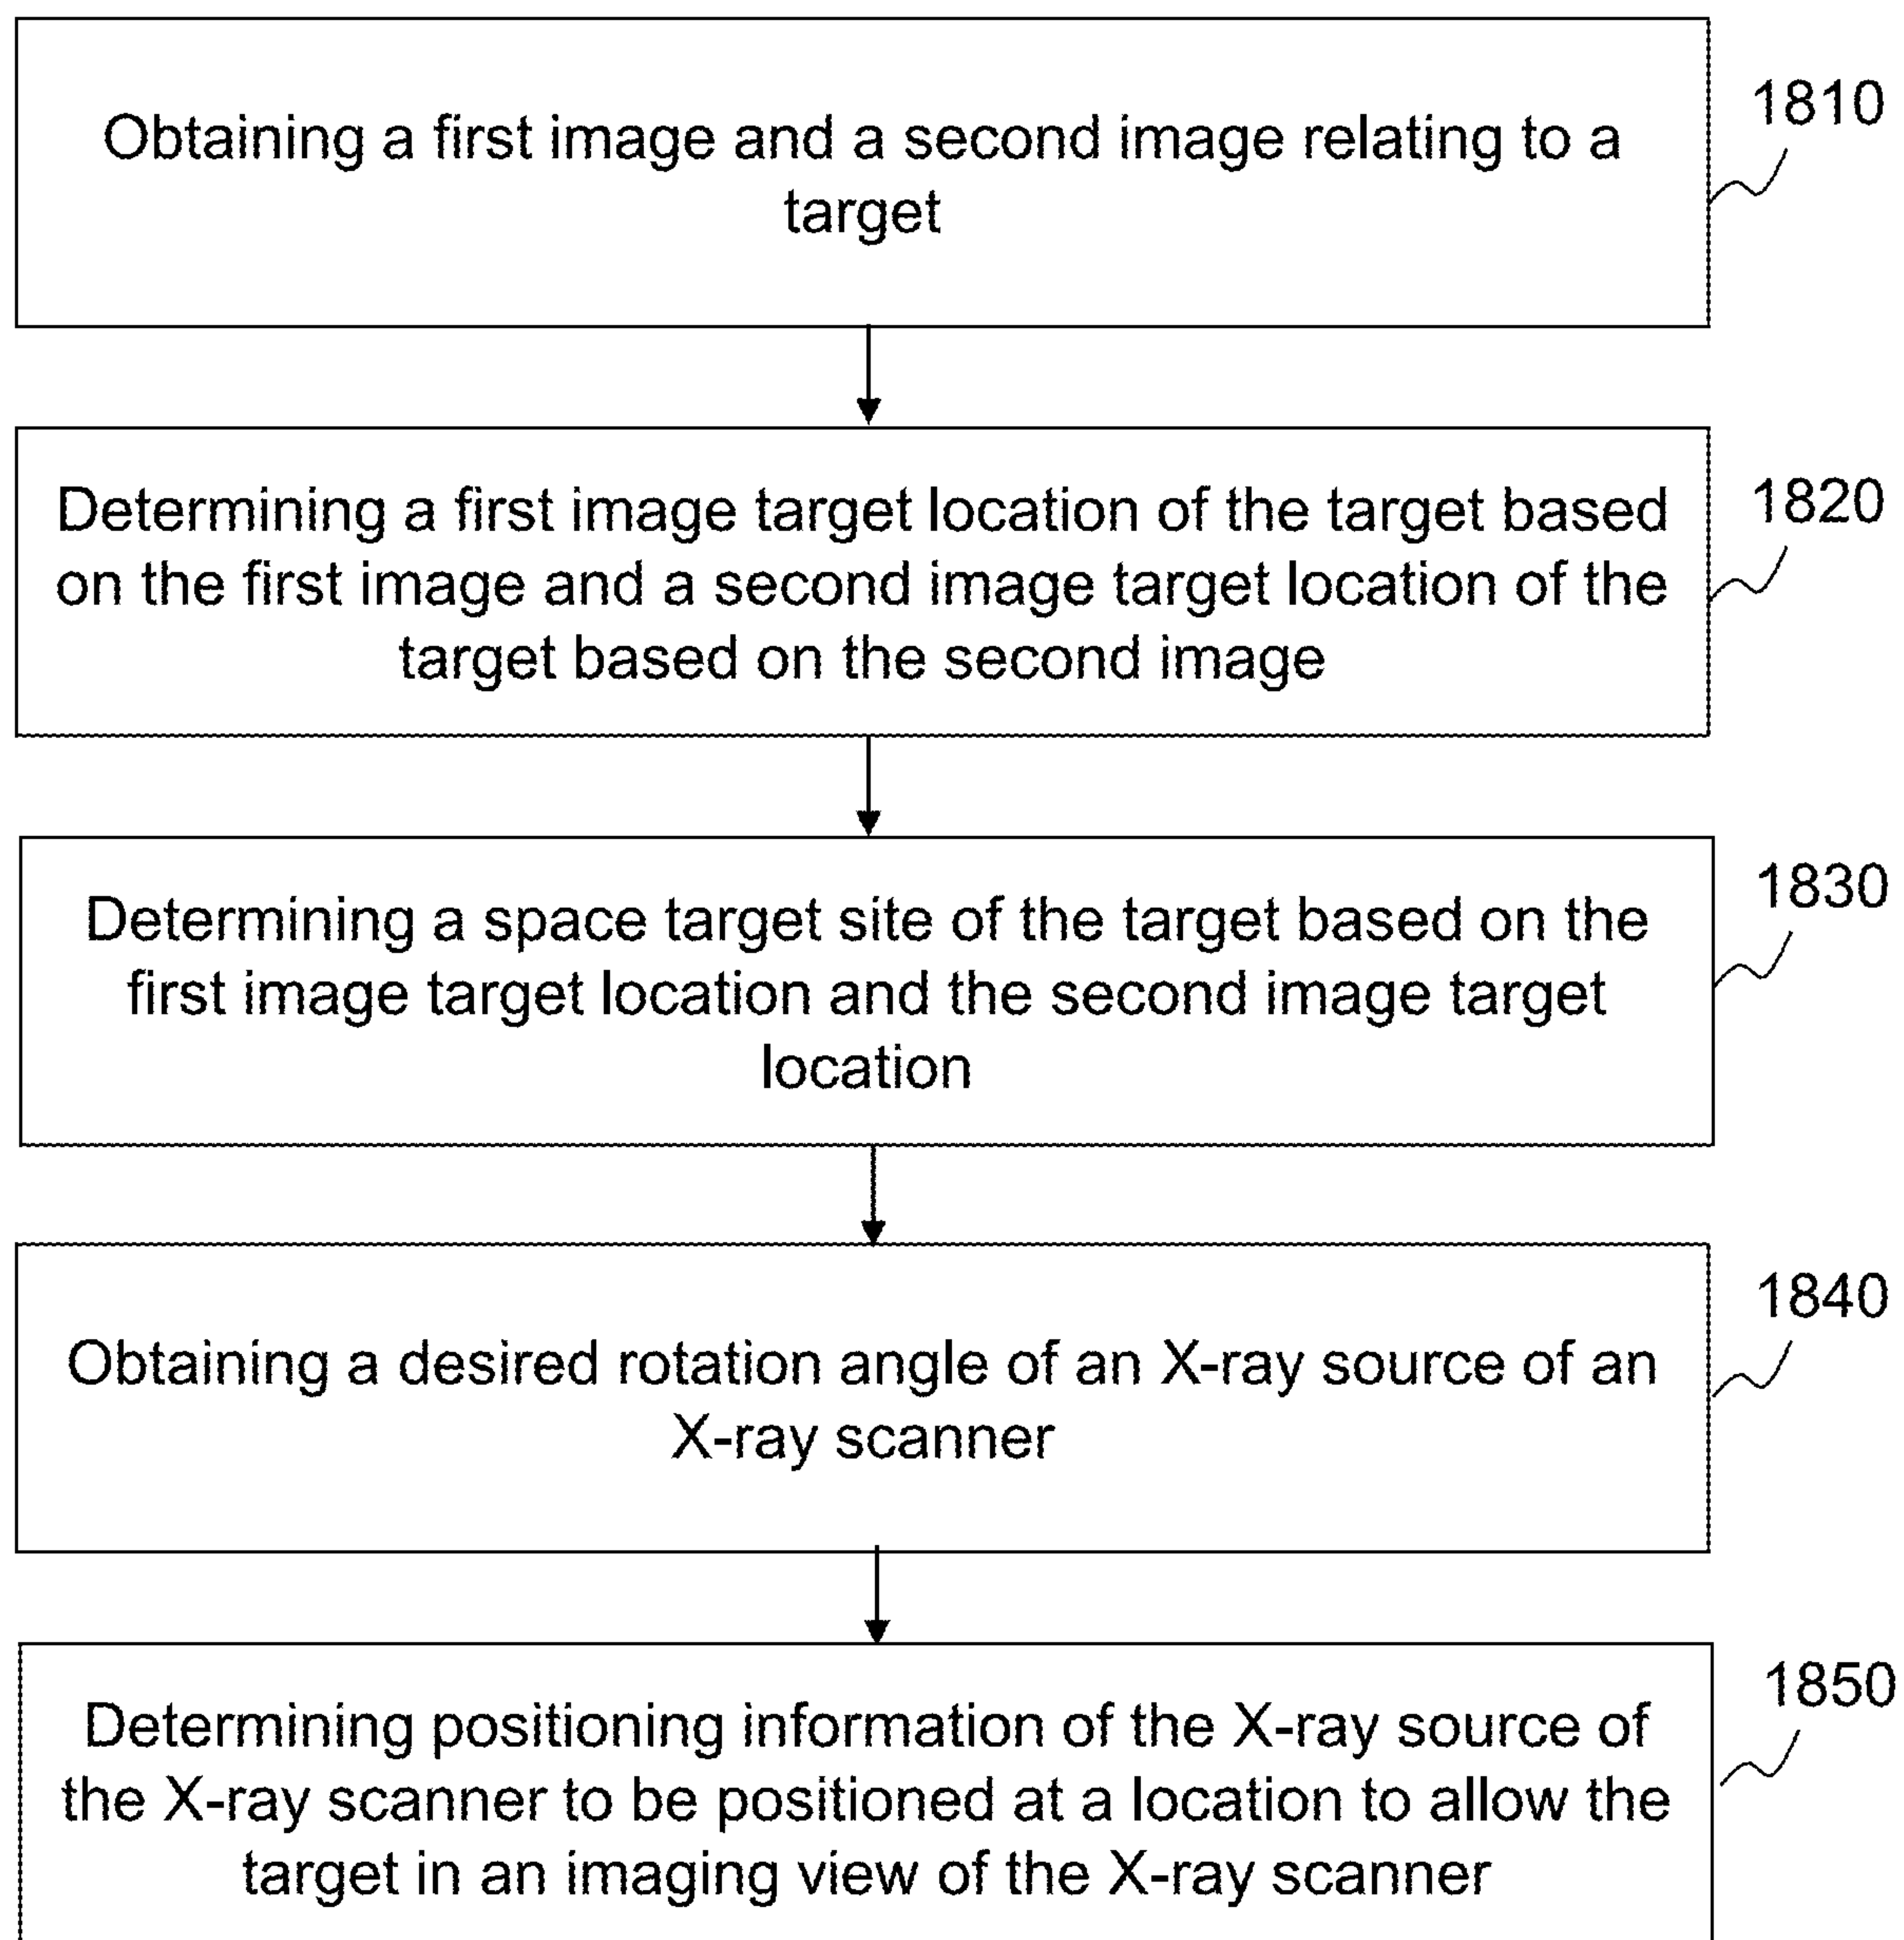 Obtaining a first image and a second image relating to a
target
1810
Determining a first image target location of the target based
on the first image and a second image target location of the
target based on the second image
1820
Determining a space target site of the target based on the
first image target location and the second image target
location
1830
Obtaining a desired rotation angle of an X-ray source of an
X-ray scanner
1840
Determining positioning information of the X-ray source of
the X-ray scanner to be positioned at a location to allow the
target in an imaging view of the X-ray scanner
1850